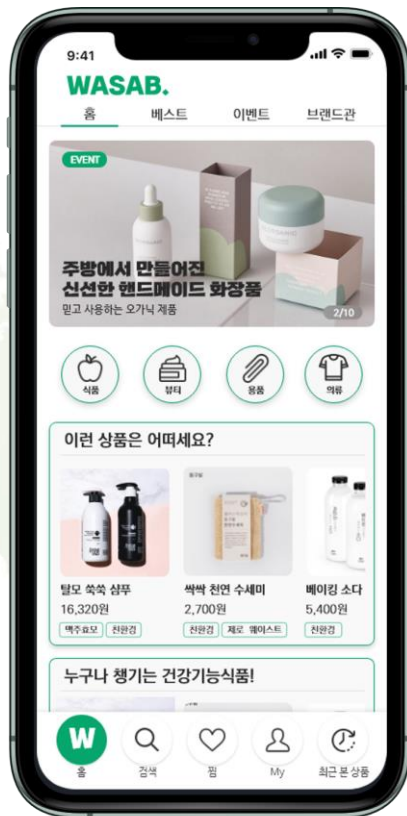 9:41
WASAB.
홈 베스트 이벤트 브랜드관
EVENT
주방에서 만들어진
신선한 핸드메이드 화장품
믿고 사용하는 오가닉 제품
2/10
식품 뷰티 용품 의류
이런 상품은 어떠세요?
탈모 쑥쑥 샴푸 싹싹 천연 수세미 베이킹 소다
16,320원 2,700원 5,400원
맥주효모 친환경 친환경 제로 웨이스트 친환경
누구나 챙기는 건강기능식품!
W
홈 검색 찜 My 최근 본 상품